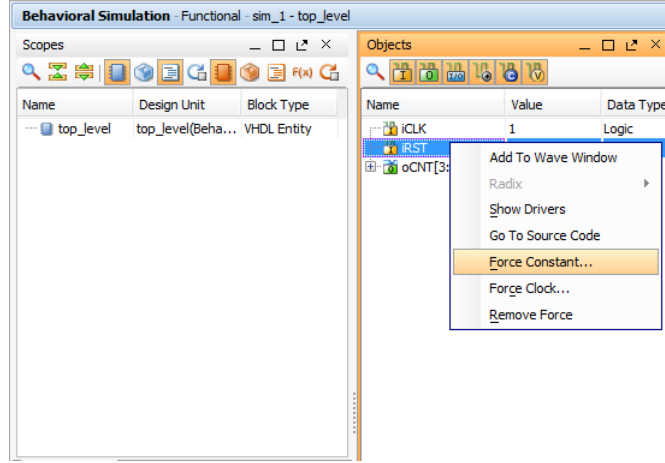 Behavioral Simulation - Functional - sim_1 - top_level
Scopes
Objects
F(x)
Name Design Unit Block Type
top_level top_level(Beha... VHDL Entity
Name Value Data Type
iCLK 1 Logic
iRST
oCNT[3:
Add To Wave Window
Radix
Show Drivers
Go To Source Code
Force Constant...
Force Clock...
Remove Force